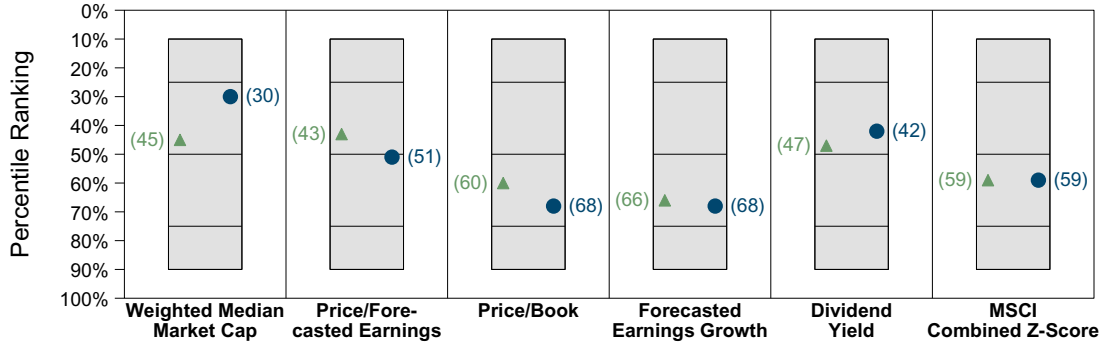 Percentile Ranking
0%
10%
20%
30%
40%
50%
60%
70%
80%
90%
100%
(45)
(30)
(43)
(51)
(60)
(68)
(66)
(68)
(47)
(42)
(59)
(59)
Weighted Median
Market Cap
Price/Fore-
casted Earnings
Price/Book
Forecasted
Earnings Growth
Dividend
Yield
MSCI
Combined Z-Score